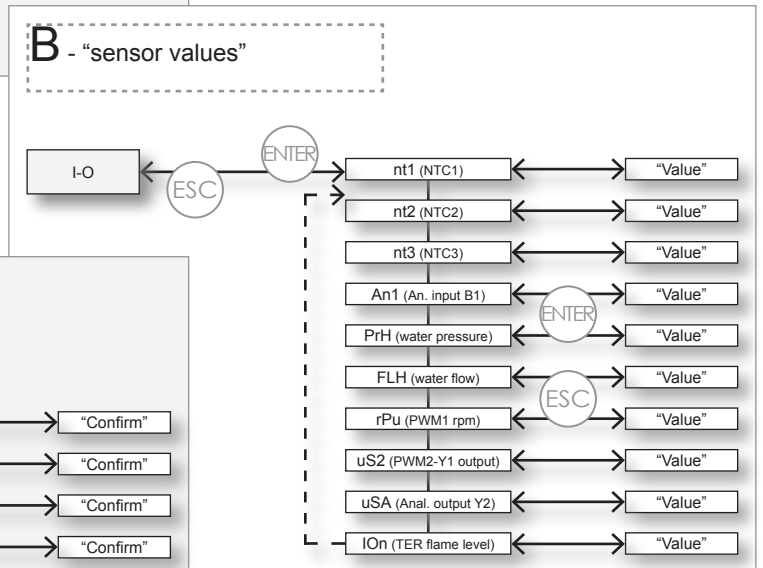 B - “sensor values”
I-O
ESC
ENTER
nt1 (NTC1)
“Value”
nt2 (NTC2)
“Value”
nt3 (NTC3)
“Value”
An1 (An. input B1)
ENTER
“Value”
PrH (water pressure)
“Value”
FLH (water flow)
ESC
“Value”
rPu (PWM1 rpm)
“Value”
uS2 (PWM2-Y1 output)
“Value”
uSA (Anal. output Y2)
“Value”
IOn (TER flame level)
“Value”
“Confirm”
“Confirm”
“Confirm”
“Confirm”